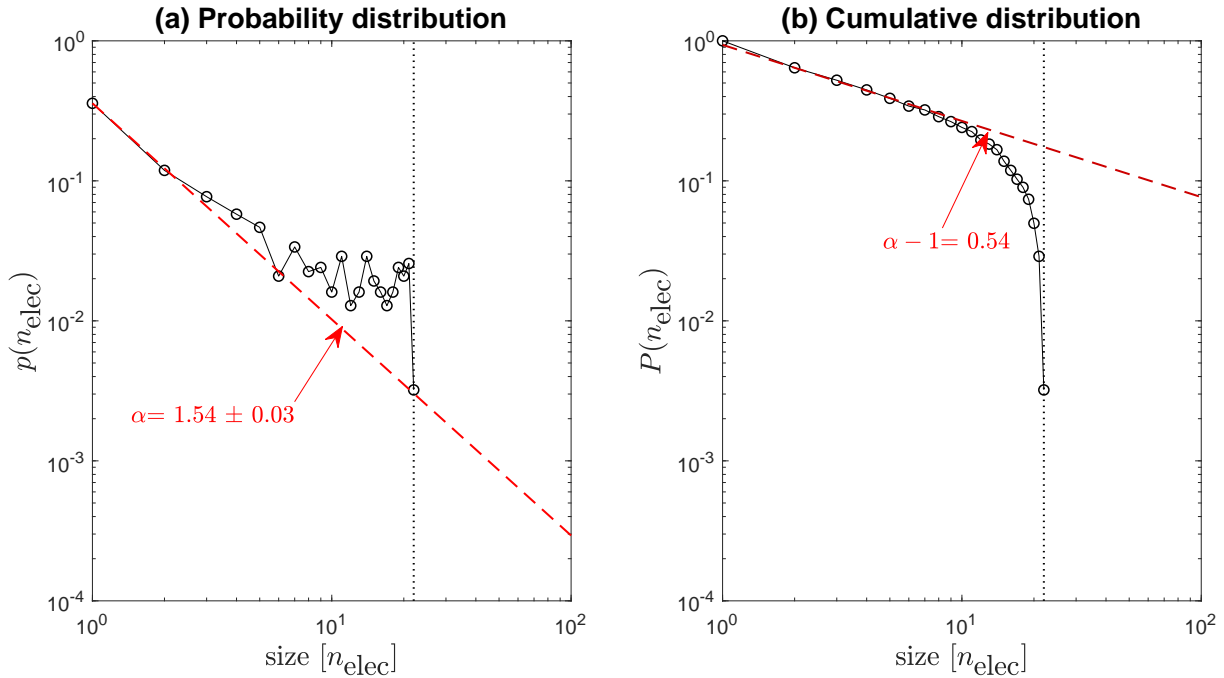 (a) Probability distribution
10^0
10^-1
10^-2
10^-3
10^-4
p(n_elec)
α= 1.54 ± 0.03
10^0
10^1
10^2
size [n_elec]
(b) Cumulative distribution
10^0
10^-1
10^-2
10^-3
10^-4
P(n_elec)
α − 1= 0.54
10^0
10^1
10^2
size [n_elec]